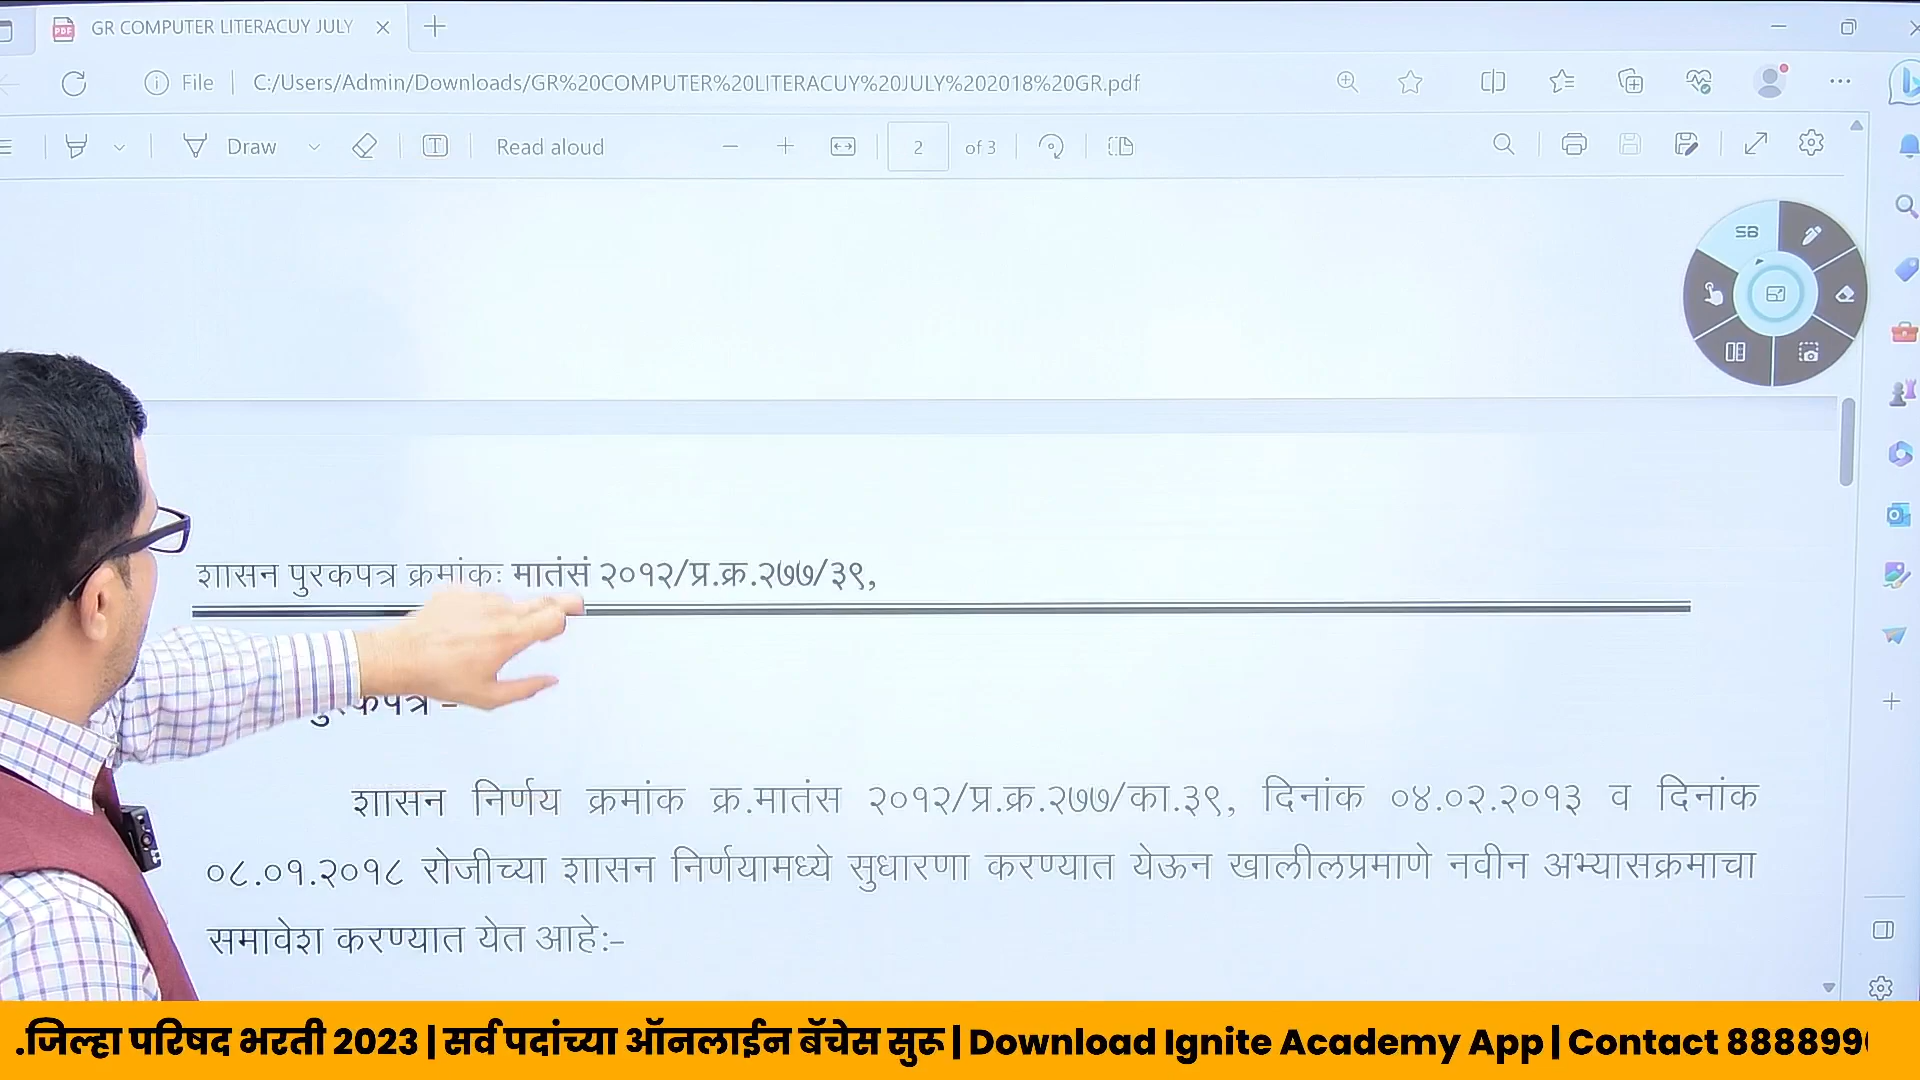 GR COMPUTER LITERACUY JULY
File C:/Users/Admin/Downloads/GR%20COMPUTER%20LITERACUY%20JULY%202018%20GR.pdf
Draw Read aloud 2 of 3
SB
शासन पुरकपत्र क्रमांकः मातंसं २०१२/प्र.क्र.२७७/३९,
पुरकपत्र -
शासन निर्णय क्रमांक क्र.मातंस २०१२/प्र.क्र.२७७/का.३९, दिनांक ०४.०२.२०१३ व दिनांक
०८.०१.२०१८ रोजीच्या शासन निर्णयामध्ये सुधारणा करण्यात येऊन खालीलप्रमाणे नवीन अभ्यासक्रमाचा
समावेश करण्यात येत आहे:-
.जिल्हा परिषद भरती 2023 | सर्व पदांच्या ऑनलाईन बॅचेस सुरू | Download Ignite Academy App | Contact 888899